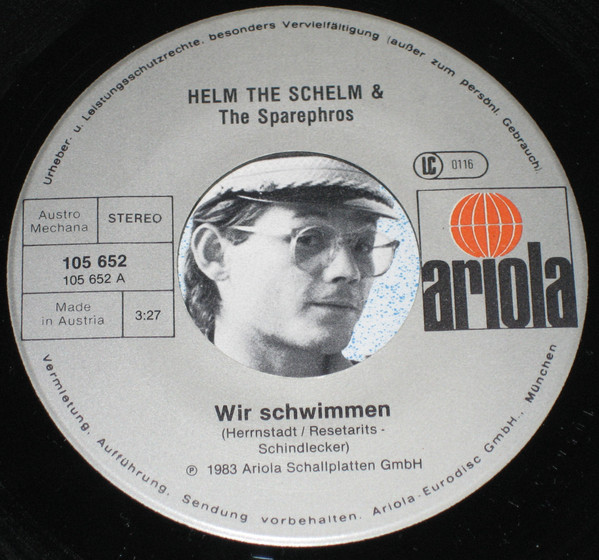 Urheber- u. Leistungsschutzrechte, besonders Vervielfältigung (außer zum persönl. Gebrauch),
HELM THE SCHELM &
The Sparephros
LC 0116
Austro
Mechana
STEREO
105 652
105 652 A
Made
in Austria
3:27
ariola
Wir schwimmen
(Herrnstadt / Resetarits -
Schindlecker)
℗ 1983 Ariola Schallplatten GmbH
Vermietung, Aufführung, Sendung vorbehalten. Ariola-Eurodisc GmbH., München